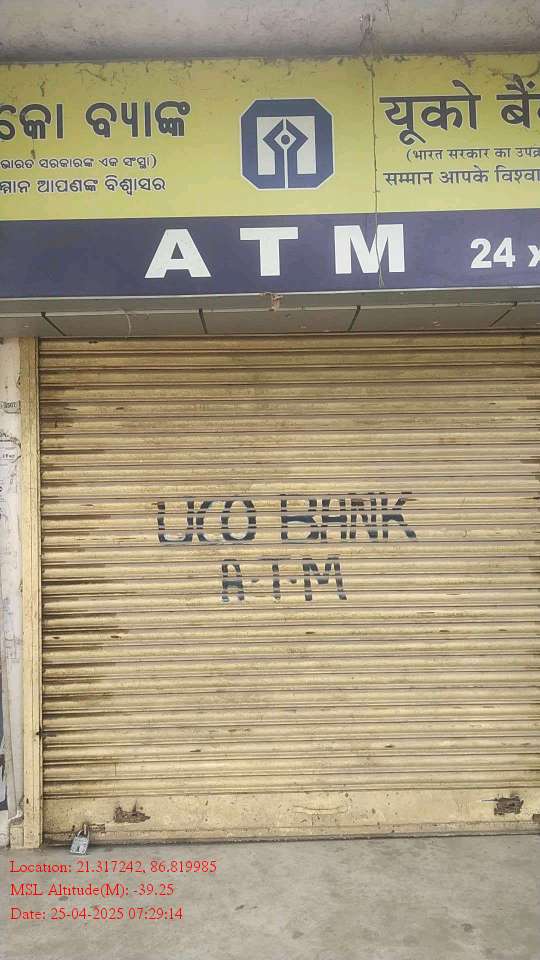 କୋ ବ୍ୟାଙ୍କ
ଭାରତ ସରକାରଙ୍କ ଏକ ସଂସ୍ଥା)
ଆପଣଙ୍କ ବିଶ୍ୱାସର
यूको
(भारत सरकार का
सम्मान आपके
ATM
24
UCO BANK
A.T.M
Location: 21.317242, 86.819985
MSL Altitude(M): -39.25
Date: 25-04-2025 07:29:14